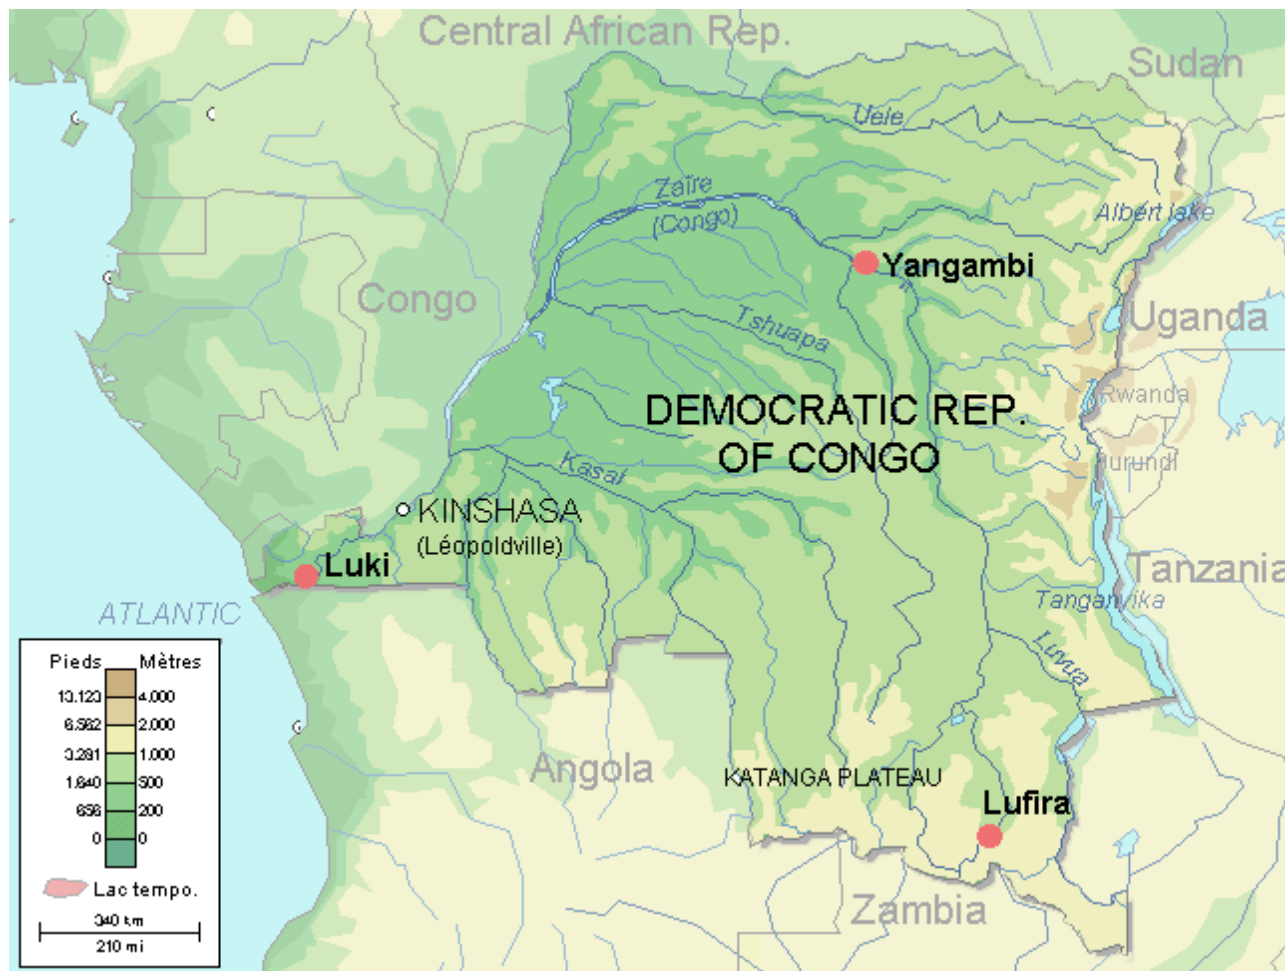 Central African Rep.
Sudan
Uele
Zaïre
(Congo)
Albert lake
Yangambi
Congo
Tshuapa
Uganda
DEMOCRATIC REP.
OF CONGO
Rwanda
Kasai
KINSHASA
(Léopoldville)
Luki
Tanzania
ATLANTIC
Tanganyika
Luvua
Angola
KATANGA PLATEAU
Lufira
Zambia
Pieds Mètres
13.123 4.000
6.562 2.000
3.281 1.000
1.640 500
656 200
0 0
Lac tempo.
340 km
210 mi